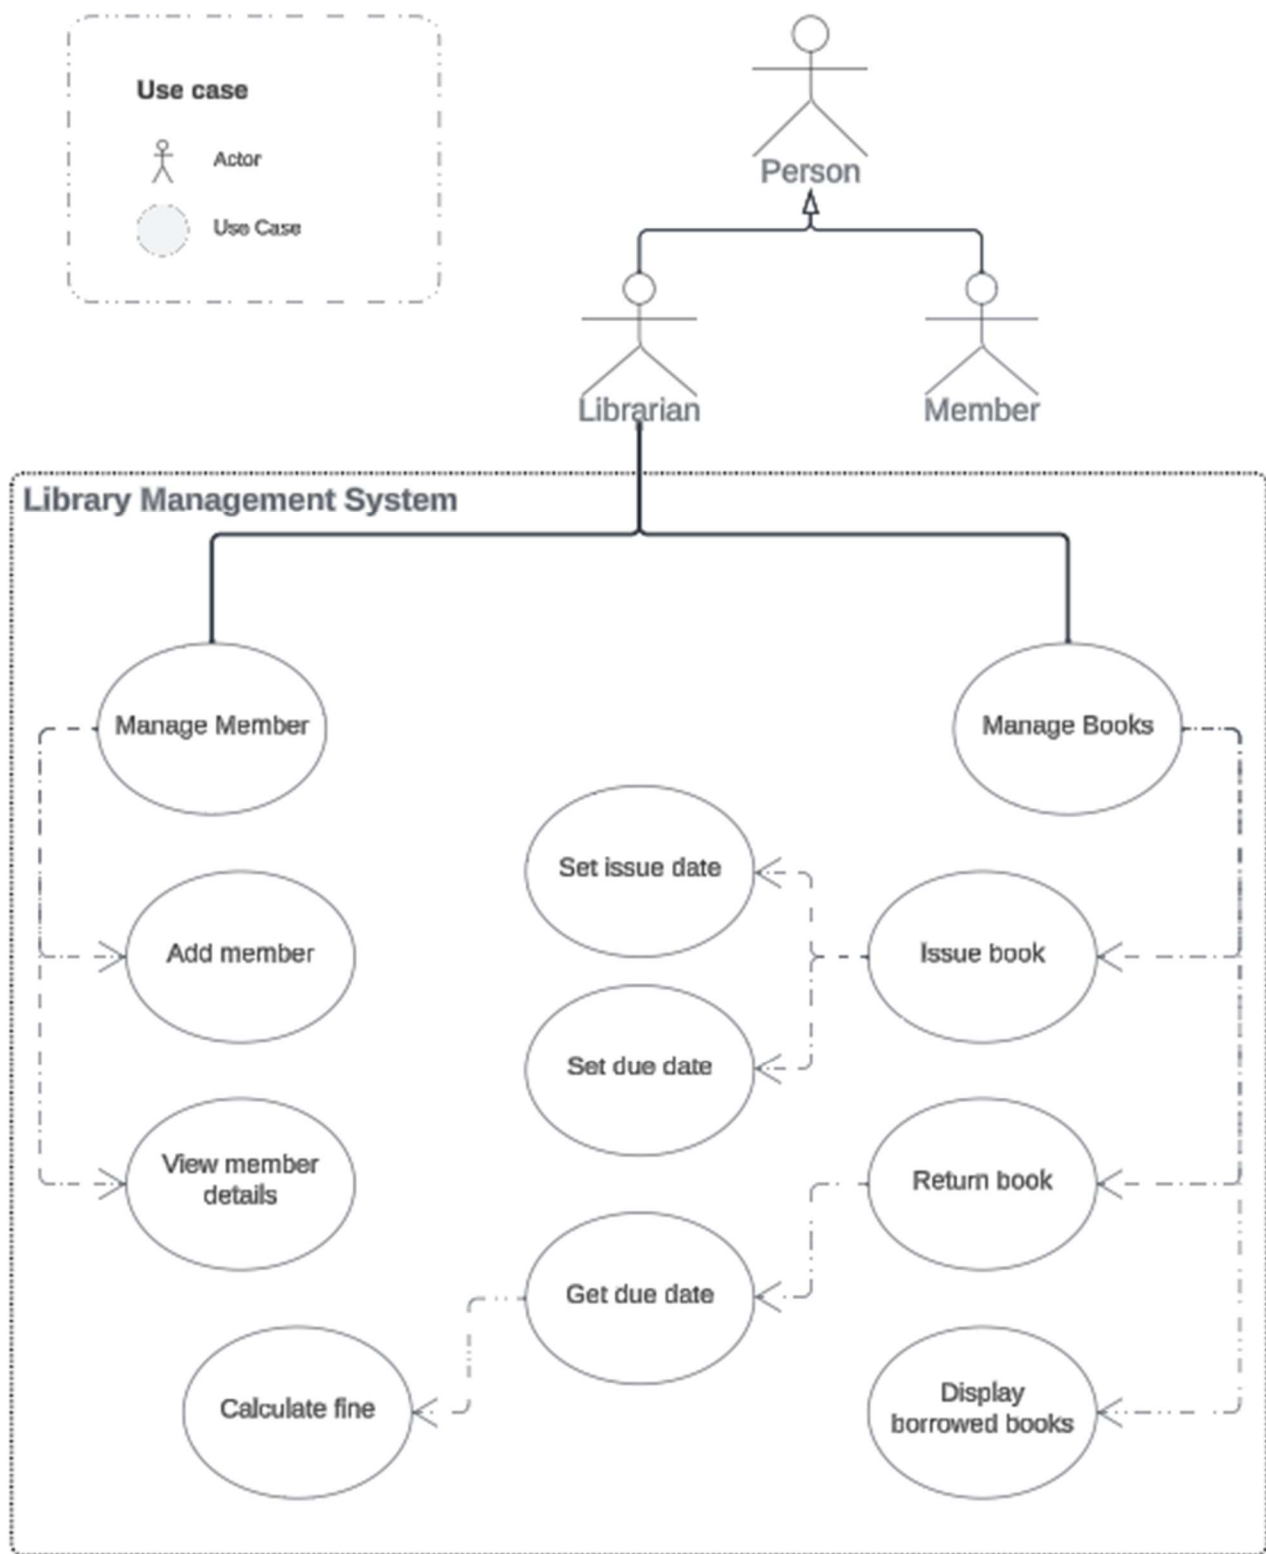 Use case
Actor
Use Case
Person
Librarian
Member
Library Management System
Manage Member
Manage Books
Set issue date
Add member
Issue book
Set due date
View member
details
Return book
Get due date
Calculate fine
Display
borrowed books